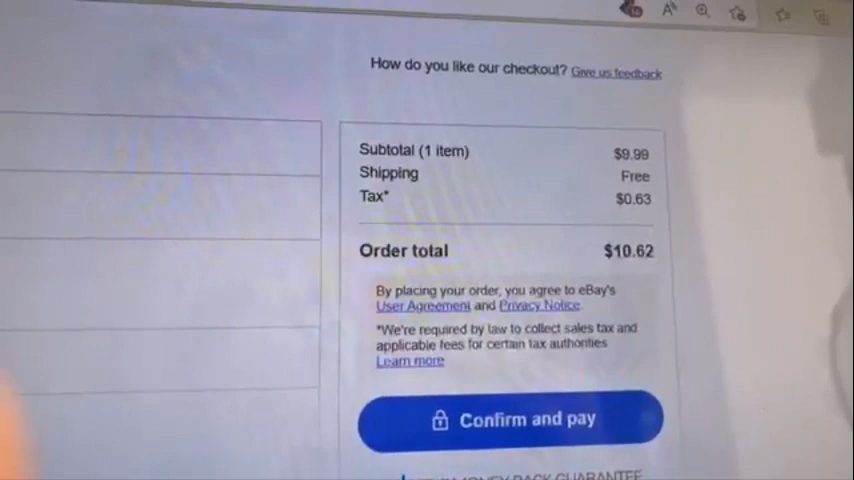 How do you like our checkout? Give us feedback
Subtotal (1 item) $9.99
Shipping Free
Tax* $0.63
Order total $10.62
By placing your order, you agree to eBay's
User Agreement and Privacy Notice.
*We're required by law to collect sales tax and
applicable fees for certain tax authorities
Learn more
Confirm and pay
MONEY BACK GUARANTEE